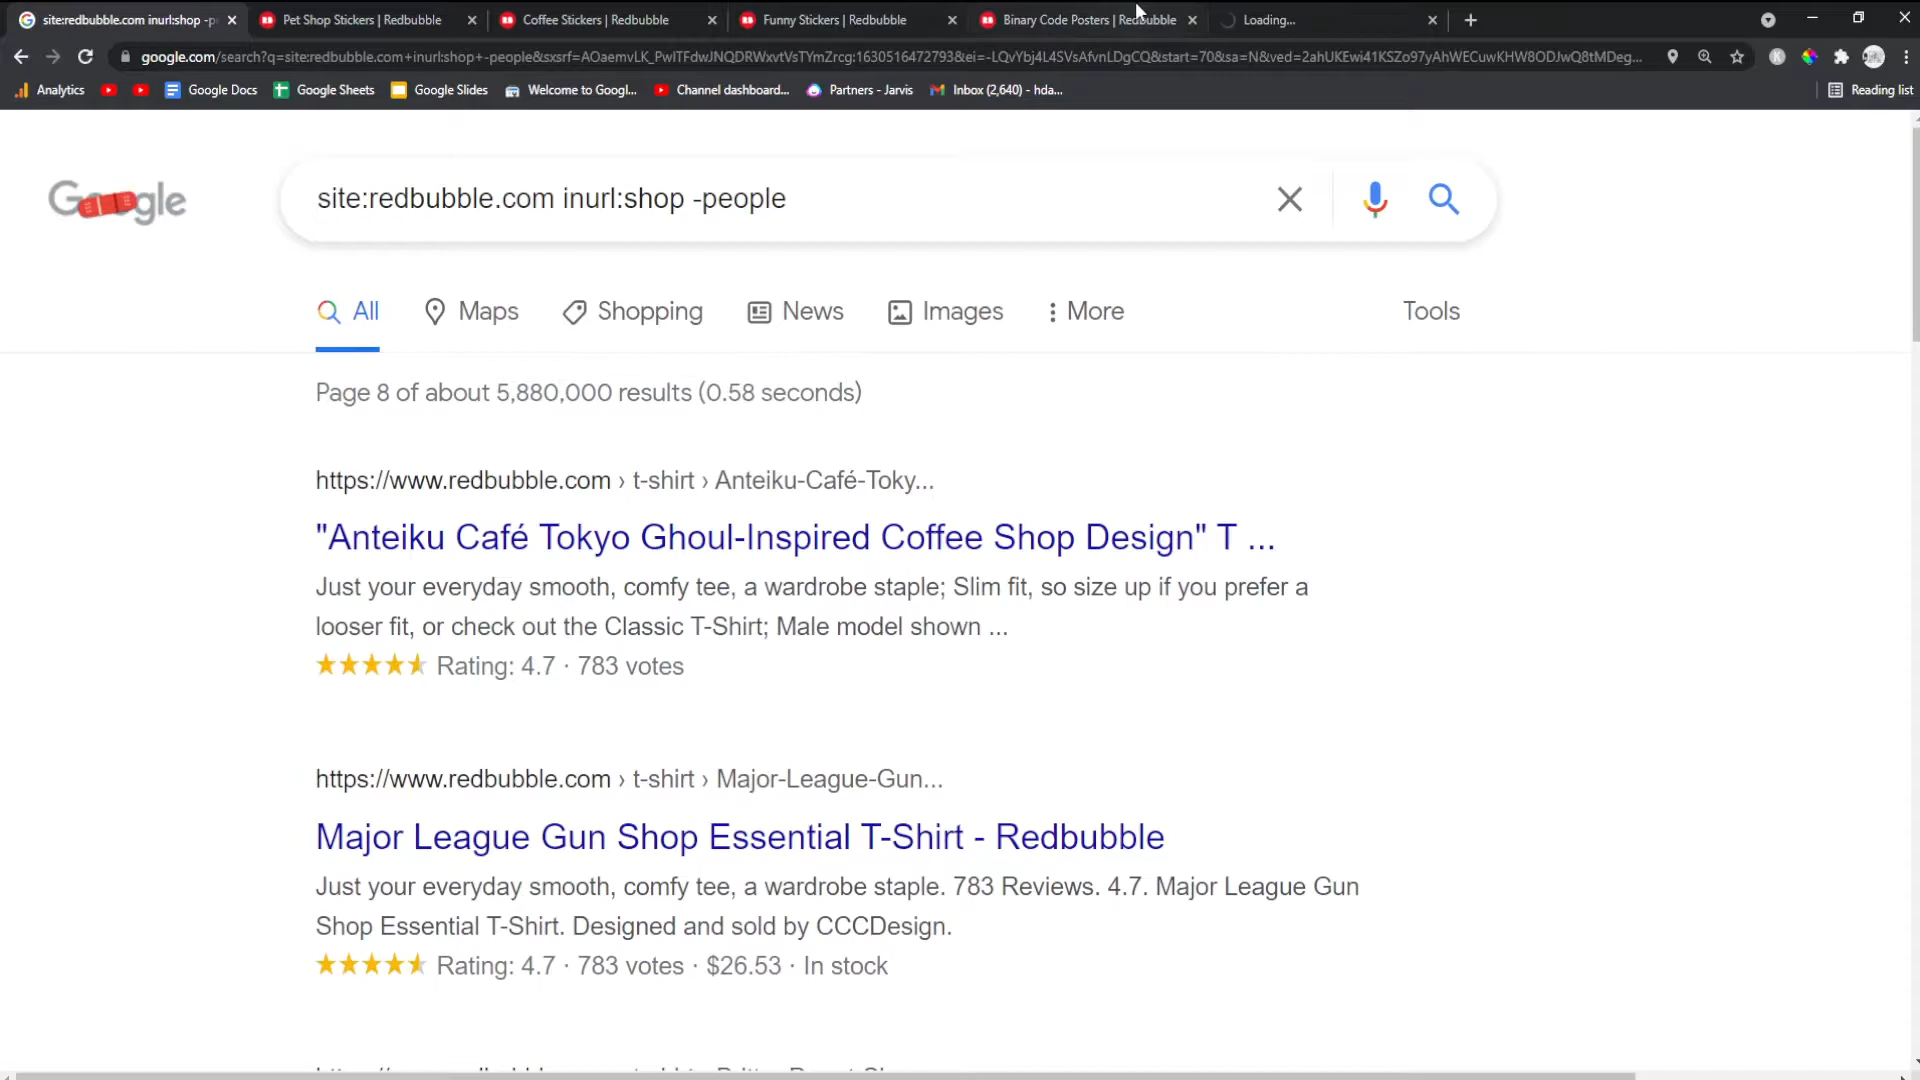 site:redbubble.com inurl:shop -p
Pet Shop Stickers | Redbubble
Coffee Stickers | Redbubble
Funny Stickers | Redbubble
Binary Code Posters | Redbubble
Loading...
google.com/search?q=site:redbubble.com+inurl:shop+-people&sxsrf=AOaemvLK_PwITFdwJNQDRWxvtVsTYmZrcg:1630516472793&ei=-LQvYbj4L4SVsAfvnLDgCQ&start=70&sa=N&ved=2ahUKEwi41KSZo97yAhWECuwKHW8ODJwQ8tMDeg...
Analytics
Google Docs
Google Sheets
Google Slides
Welcome to Googl...
Channel dashboard...
Partners - Jarvis
Inbox (2,640) - hda...
Reading list
Google
site:redbubble.com inurl:shop -people
All
Maps
Shopping
News
Images
More
Tools
Page 8 of about 5,880,000 results (0.58 seconds)
https://www.redbubble.com › t-shirt › Anteiku-Café-Toky...
"Anteiku Café Tokyo Ghoul-Inspired Coffee Shop Design" T ...
Just your everyday smooth, comfy tee, a wardrobe staple; Slim fit, so size up if you prefer a
looser fit, or check out the Classic T-Shirt; Male model shown ...
Rating: 4.7 · 783 votes
https://www.redbubble.com › t-shirt › Major-League-Gun...
Major League Gun Shop Essential T-Shirt - Redbubble
Just your everyday smooth, comfy tee, a wardrobe staple. 783 Reviews. 4.7. Major League Gun
Shop Essential T-Shirt. Designed and sold by CCCDesign.
Rating: 4.7 · 783 votes · $26.53 · In stock